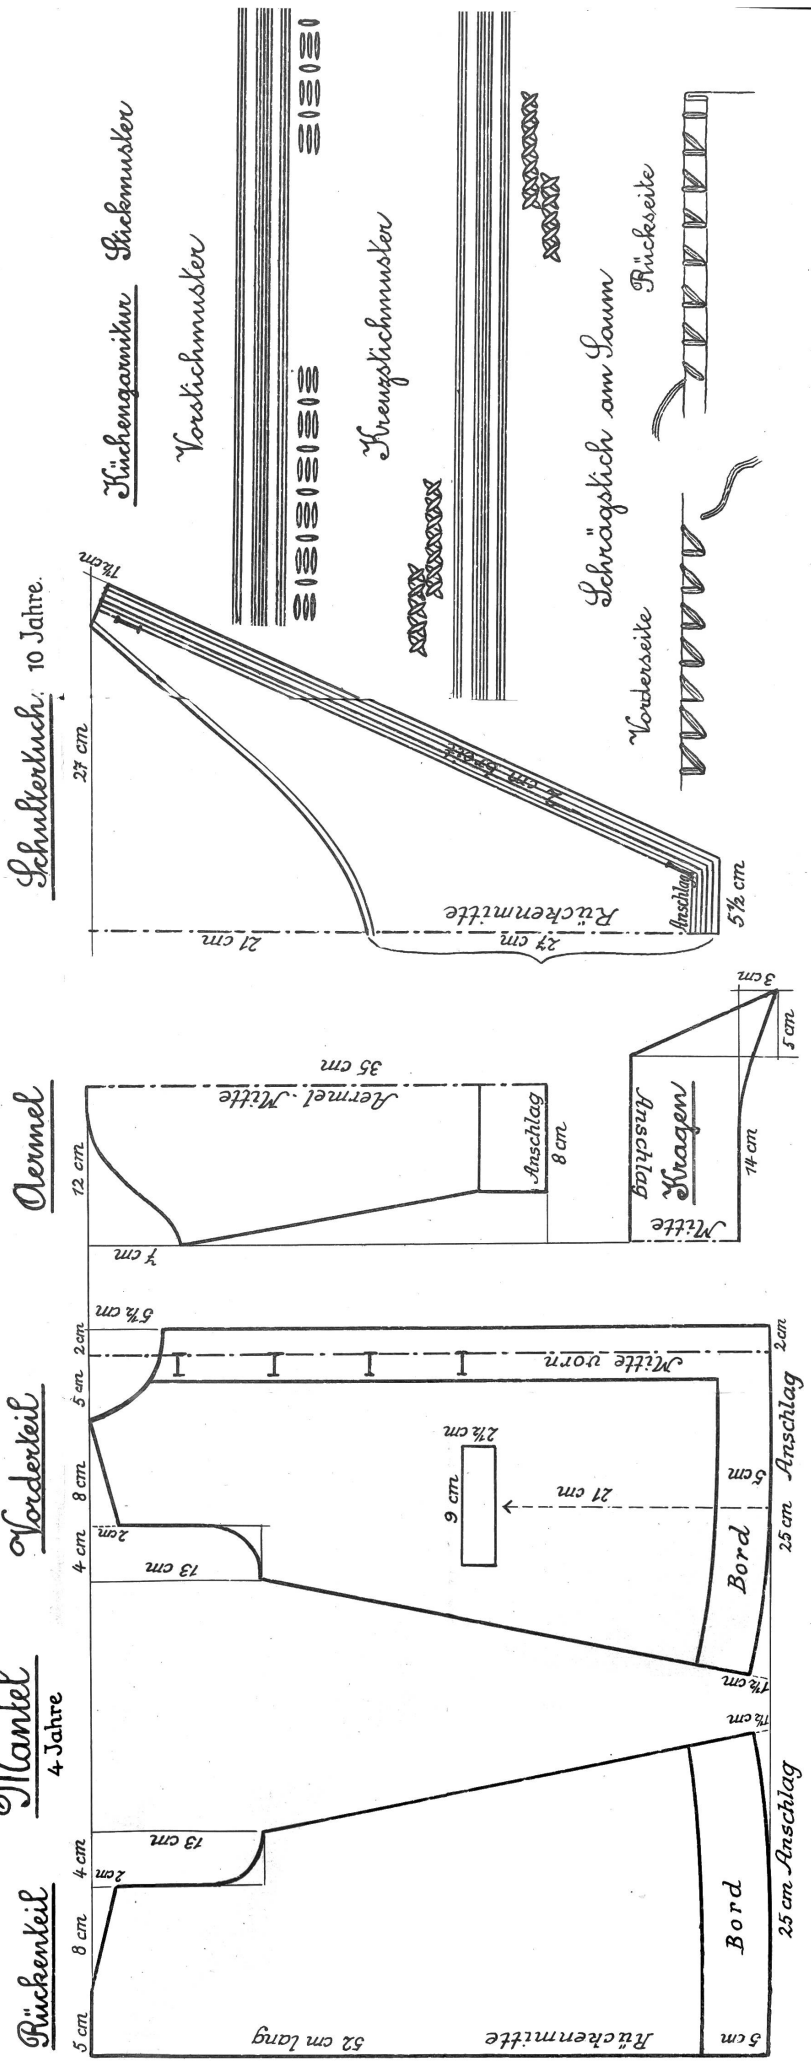 Rückenteil
Mantel
4 Jahre
Vorderteil
Aermel
Schultertuch. 10 Jahre.
Küchengarnitur Stickmuster
5 cm
8 cm
4 cm
2 cm
13 cm
52 cm lang
Rückenmitte
5 cm
Bord
25 cm Anschlag
1½ cm
4 cm
8 cm
5 cm
2 cm
5½ cm
2 cm
13 cm
9 cm
2½ cm
21 cm
Mitte vorn
Bord
5 cm
1½ cm
25 cm Anschlag
2 cm
12 cm
7 cm
35 cm
Aermel-Mitte
Anschlag
8 cm
Mitte
Anschlag
Kragen
14 cm
5 cm
3 cm
27 cm
1½ cm
21 cm
Rückenmitte
27 cm
Anschlag
5½ cm
Vorstichmuster
Kreuzstichmuster
Schrägstich am Saum
Vorderseite
Rückseite